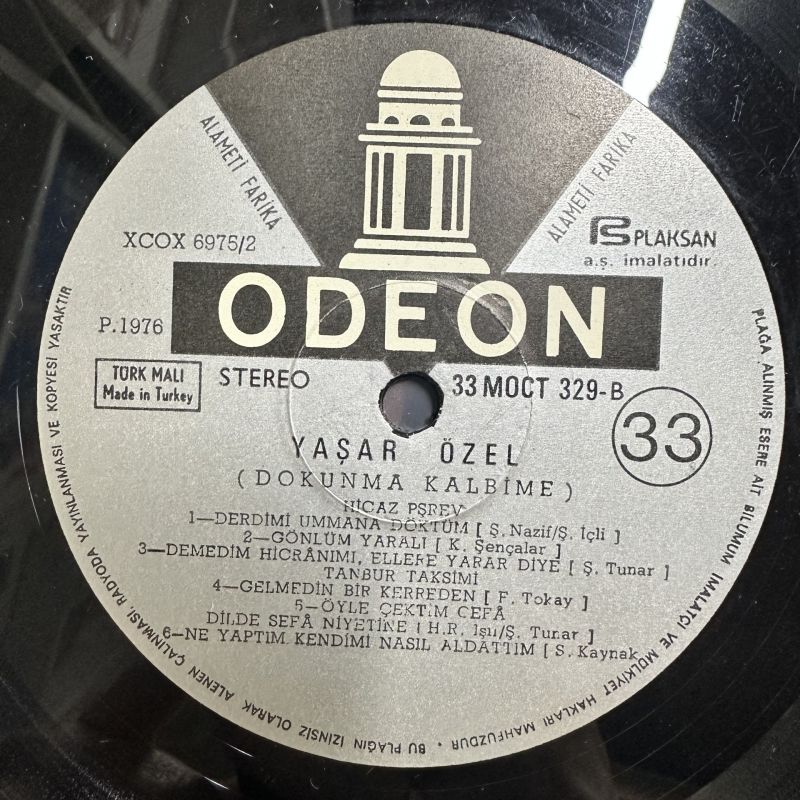 ALAMETİ FARİKA
ALAMETİ FARİKA
XCOX 6975/2
PLAKSAN
a.ş. imalatıdır.
ODEON
P.1976
TÜRK MALI
Made in Turkey
STEREO
33 MOCT 329-B
33
YAŞAR ÖZEL
(DOKUNMA KALBİME)
HİCAZ PŞREV
1—DERDİMİ UMMANA DÖKTÜM [ Ş. Nazif/Ş. İçli ]
2—GÖNLÜM YARALI [ K. Şençalar ]
3—DEMEDİM HİCRÂNIMI, ELLERE YARAR DİYE [ Ş. Tunar ]
TANBUR TAKSİMİ
4—GELMEDİN BİR KERREDEN [ F. Tokay ]
5—ÖYLE ÇEKTİM CEFÂ
DİLDE SEFÂ NİYETİNE [ H.R. Işli/Ş. Tunar ]
6—NE YAPTIM KENDİMİ NASIL ALDATTIM [ S. Kaynak
PLAĞA ALINMIŞ ESERE AİT BİLUMUM İMALATÇI VE MÜLKİYET HAKLARI MAHFUZDUR • BU PLAĞIN İZİNSİZ OLARAK ALENEN ÇALINMASI, RADYODA YAYINLANMASI VE KOPYESİ YASAKTIR